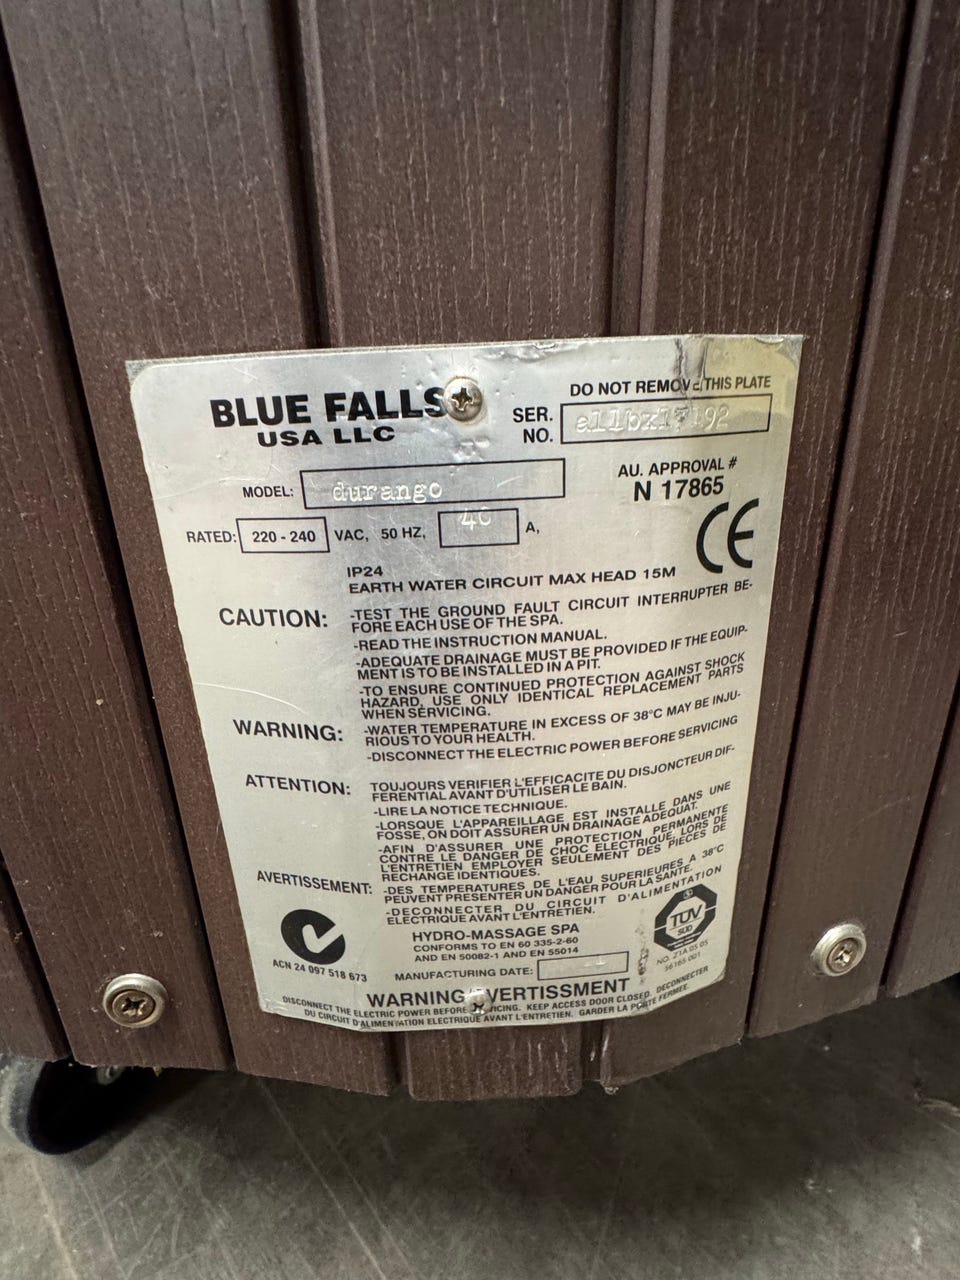 BLUE FALLS
USA LLC
DO NOT REMOVE THIS PLATE
SER.
NO.
MODEL: durango
AU. APPROVAL #
N 17865
RATED: 220 - 240 VAC, 50 HZ, 40 A,
CE
IP24
EARTH WATER CIRCUIT MAX HEAD 15M
CAUTION: -TEST THE GROUND FAULT CIRCUIT INTERRUPTER BE-
FORE EACH USE OF THE SPA.
-READ THE INSTRUCTION MANUAL.
-ADEQUATE DRAINAGE MUST BE PROVIDED IF THE EQUIP-
MENT IS TO BE INSTALLED IN A PIT.
-TO ENSURE CONTINUED PROTECTION AGAINST SHOCK
HAZARD, USE ONLY IDENTICAL REPLACEMENT PARTS
WHEN SERVICING.
WARNING: -WATER TEMPERATURE IN EXCESS OF 38°C MAY BE INJU-
RIOUS TO YOUR HEALTH.
-DISCONNECT THE ELECTRIC POWER BEFORE SERVICING
ATTENTION: TOUJOURS VERIFIER L'EFFICACITE DU DISJONCTEUR DIF-
FERENTIAL AVANT D'UTILISER LE BAIN.
-LIRE LA NOTICE TECHNIQUE.
-LORSQUE L'APPAREILLAGE EST INSTALLE DANS UNE
FOSSE, ON DOIT ASSURER UN DRAINAGE ADEQUAT.
-AFIN D'ASSURER UNE PROTECTION PERMANENTE
CONTRE LE DANGER DE CHOC ELECTRIQUE, LORS DE
L'ENTRETIEN EMPLOYER SEULEMENT DES PIECES DE
RECHANGE IDENTIQUES.
AVERTISSEMENT: -DES TEMPERATURES DE L'EAU SUPERIEURES A 38°C
PEUVENT PRESENTER UN DANGER POUR LA SANTE.
-DECONNECTER DU CIRCUIT D'ALIMENTATION
ELECTRIQUE AVANT L'ENTRETIEN.
HYDRO-MASSAGE SPA
CONFORMS TO EN 60 335-2-60
AND EN 50082-1 AND EN 55014
TÜV
SÜD
NO. Z1A 05 05
56165 001
ACN 24 097 518 673
MANUFACTURING DATE:
WARNING
DISCONNECT THE ELECTRIC POWER BEFORE KEEP ACCESS DOOR CLOSED. DECONNECTER
DU CIRCUIT D'ALIMENTATION ELECTRIQUE AVANT L'ENTRETIEN. GARDER LA PORTE FERMEE.